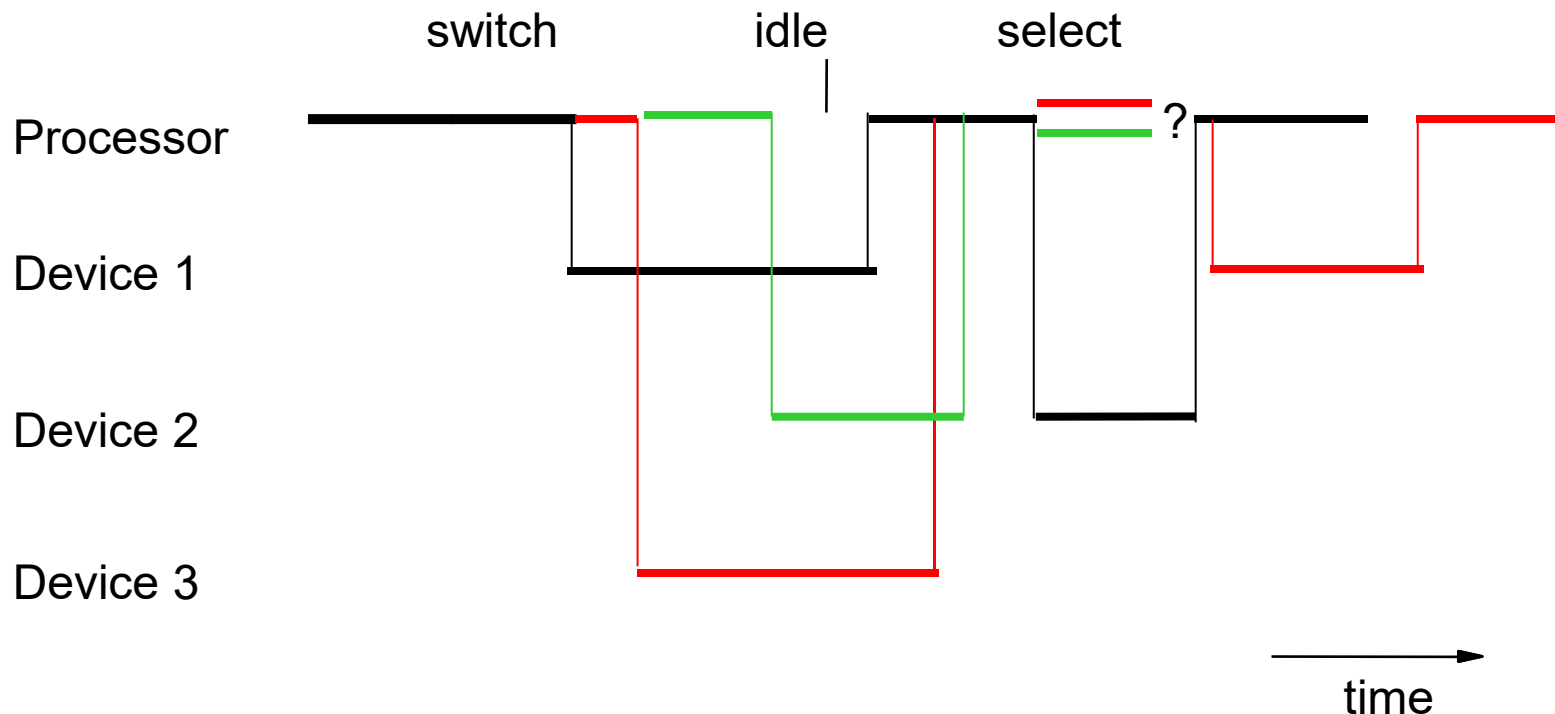 switch idle select
Processor ?
Device 1
Device 2
Device 3
time